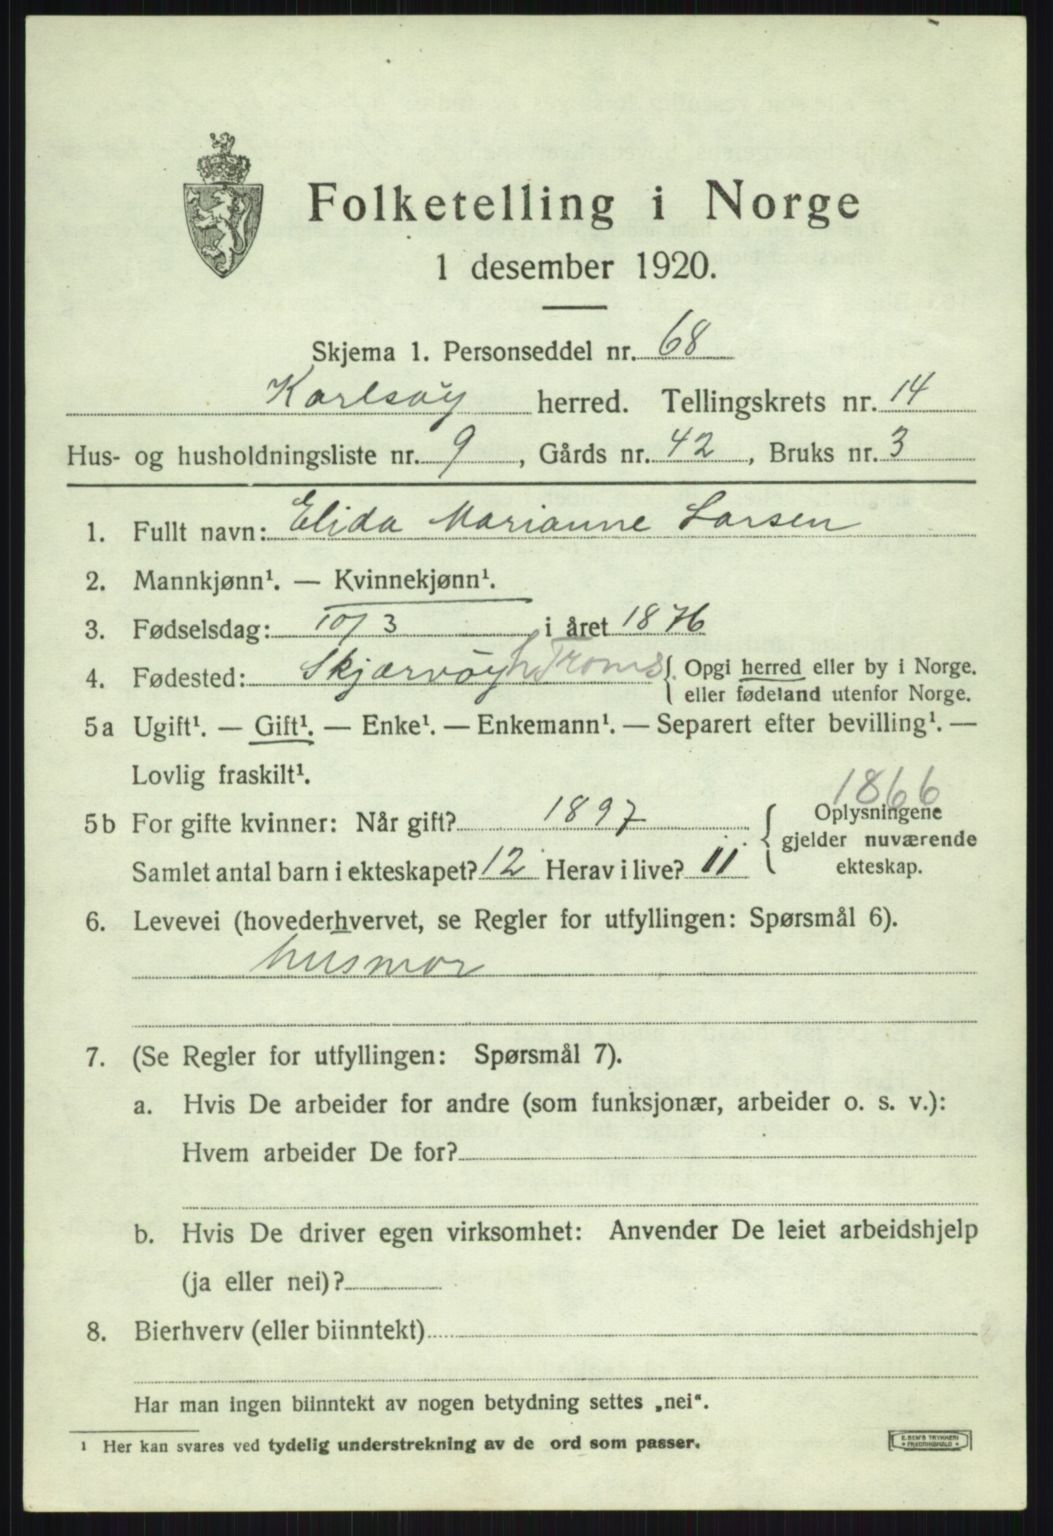 Folketelling i Norge
1 desember 1920.
Skjema 1. Personseddel nr. 68
Karlsøy herred. Tellingskrets nr. 14
Hus- og husholdningsliste nr. 9, Gårds nr. 42, Bruks nr. 3
1. Fullt navn: Elida Marianne Larsen
2. Mannkjønn¹. — Kvinnekjønn¹.
3. Fødselsdag: 10/3 i året 1876
4. Fødested: Skjærvøy Troms { Opgi herred eller by i Norge.
eller fødeland utenfor Norge.
5a Ugift¹. — Gift¹. — Enke¹. — Enkemann¹. — Separert efter bevilling¹. —
Lovlig fraskilt¹.
1866
5b For gifte kvinner: Når gift? 1897 { Oplysningene
gjelder nuværende
Samlet antal barn i ekteskapet? 12 Herav i live? 11 ekteskap.
6. Levevei (hovederhvervet, se Regler for utfyllingen: Spørsmål 6).
husmor
7. (Se Regler for utfyllingen: Spørsmål 7).
a. Hvis De arbeider for andre (som funksjonær, arbeider o. s. v.):
Hvem arbeider De for?
b. Hvis De driver egen virksomhet: Anvender De leiet arbeidshjelp
(ja eller nei)?
8. Bierhverv (eller biinntekt)
Har man ingen biinntekt av nogen betydning settes „nei".
¹ Her kan svares ved tydelig understrekning av de ord som passer.